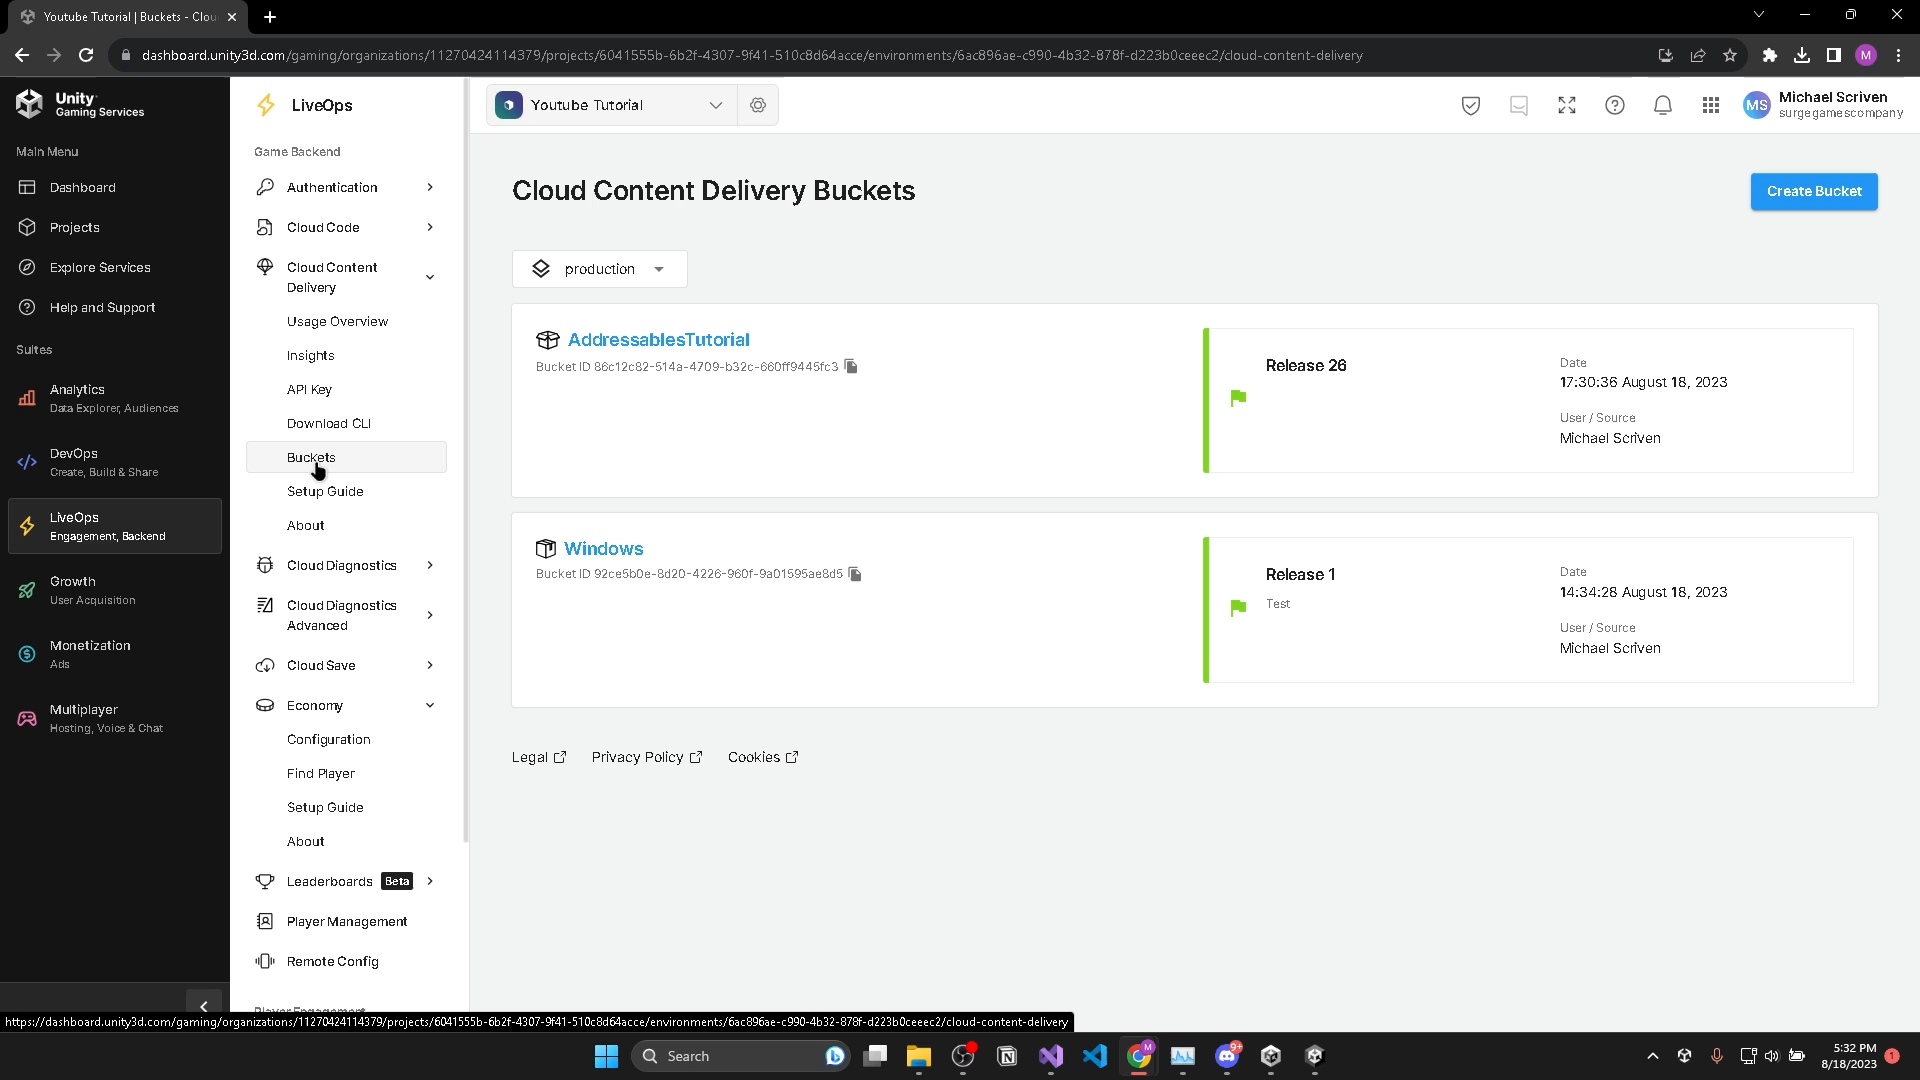 Youtube Tutorial | Buckets - Clou
dashboard.unity3d.com/gaming/organizations/11270424114379/projects/6041555b-6b2f-4307-9f41-510c8d64acce/environments/6ac896ae-c990-4b32-878f-d223b0ceeec2/cloud-content-delivery
M
Unity
Gaming Services
Main Menu
Dashboard
Projects
Explore Services
Help and Support
Suites
Analytics
Data Explorer, Audiences
DevOps
Create, Build & Share
LiveOps
Engagement, Backend
Growth
User Acquisition
Monetization
Ads
Multiplayer
Hosting, Voice & Chat
LiveOps
Game Backend
Authentication
Cloud Code
Cloud Content
Delivery
Usage Overview
Insights
API Key
Download CLI
Buckets
Setup Guide
About
Cloud Diagnostics
Cloud Diagnostics
Advanced
Cloud Save
Economy
Configuration
Find Player
Setup Guide
About
Leaderboards Beta
Player Management
Remote Config
Player Engagement
Youtube Tutorial
MS
Michael Scriven
surgegamescompany
Cloud Content Delivery Buckets
Create Bucket
production
AddressablesTutorial
Bucket ID 86c12c82-514a-4709-b32c-660ff9445fc3
Release 26
Date
17:30:36 August 18, 2023
User / Source
Michael Scriven
Windows
Bucket ID 92ce5b0e-8d20-4226-960f-9a01595ae8d5
Release 1
Test
Date
14:34:28 August 18, 2023
User / Source
Michael Scriven
Legal
Privacy Policy
Cookies
https://dashboard.unity3d.com/gaming/organizations/11270424114379/projects/6041555b-6b2f-4307-9f41-510c8d64acce/environments/6ac896ae-c990-4b32-878f-d223b0ceeec2/cloud-content-delivery
Search
M
9+
5:32 PM
8/18/2023
1